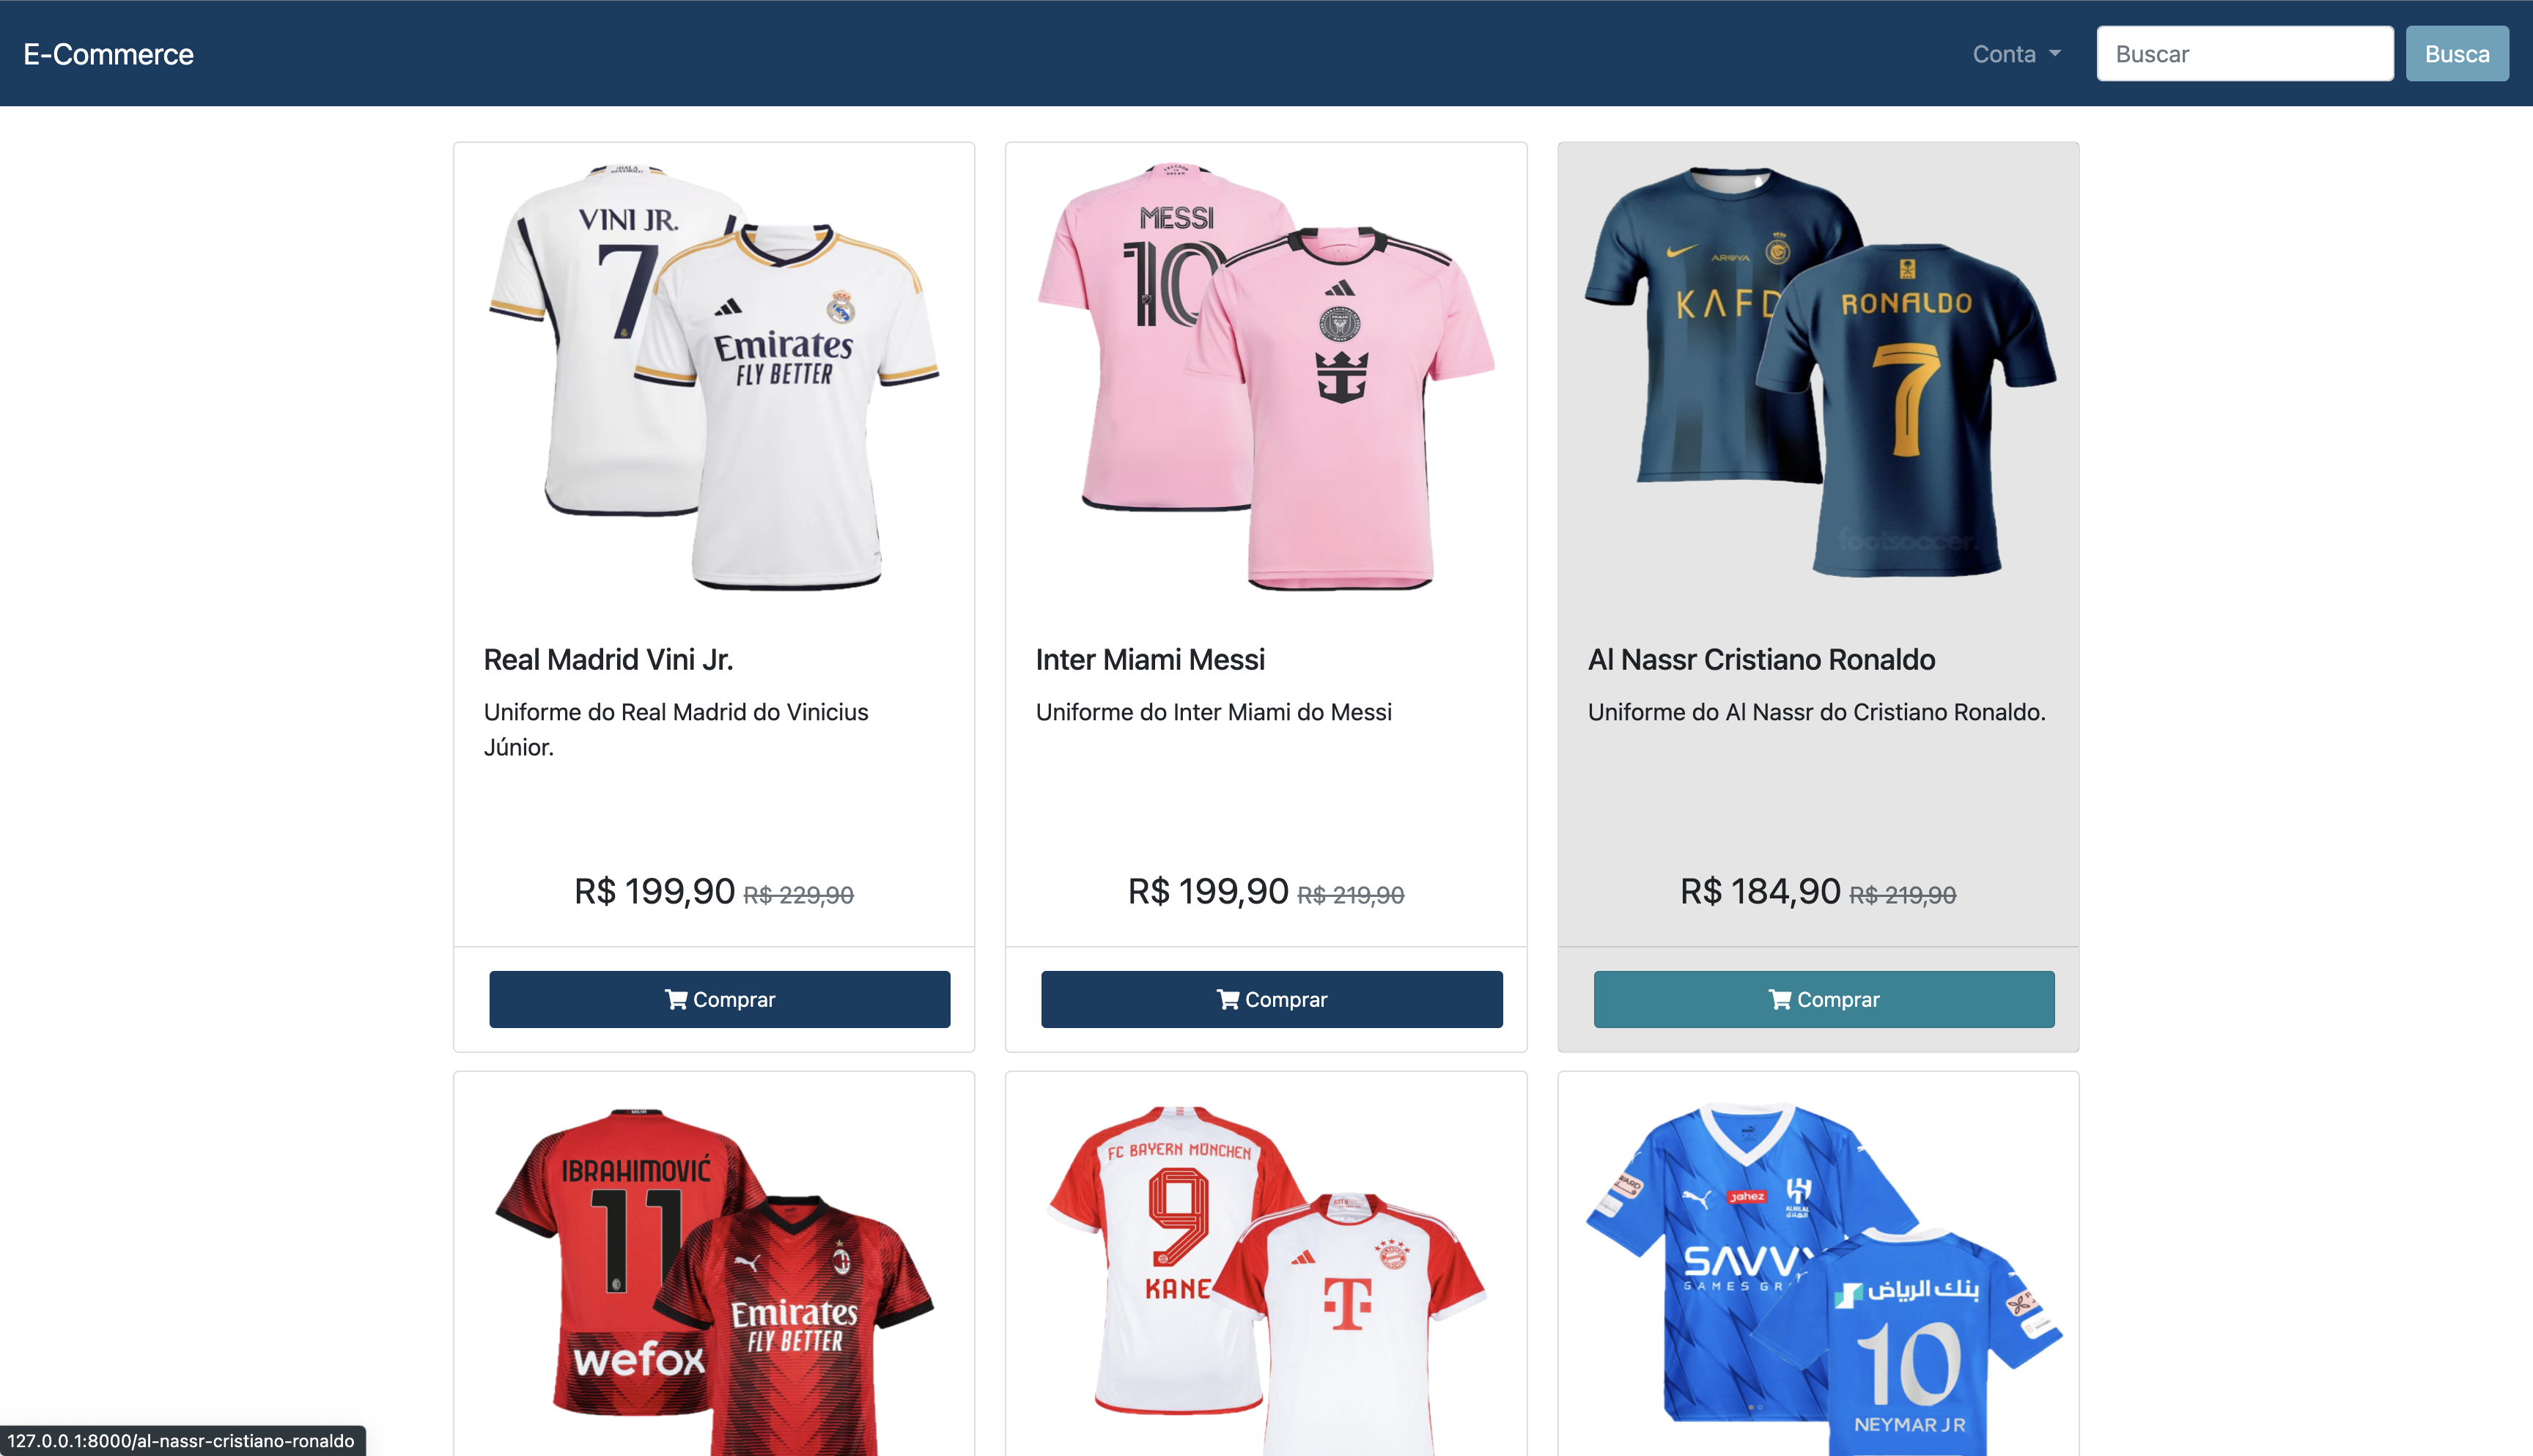 E-Commerce
Conta
Buscar
Busca
VINI JR.
7
Emirates
FLY BETTER
MESSI
10
AROYA
KAFD
RONALDO
7
footsoccer.
Real Madrid Vini Jr.
Uniforme do Real Madrid do Vinicius
Júnior.
R$ 199,90 R$ 229,90
Comprar
Inter Miami Messi
Uniforme do Inter Miami do Messi
R$ 199,90 R$ 219,90
Comprar
Al Nassr Cristiano Ronaldo
Uniforme do Al Nassr do Cristiano Ronaldo.
R$ 184,90 R$ 219,90
Comprar
IBRAHIMOVIĆ
11
wefox
Emirates
FLY BETTER
FC BAYERN MÜNCHEN
9
KANE
T
jahez
ALHILAL
SAVVY
GAMES GR
بنك الرياض
10
NEYMAR JR
127.0.0.1:8000/al-nassr-cristiano-ronaldo